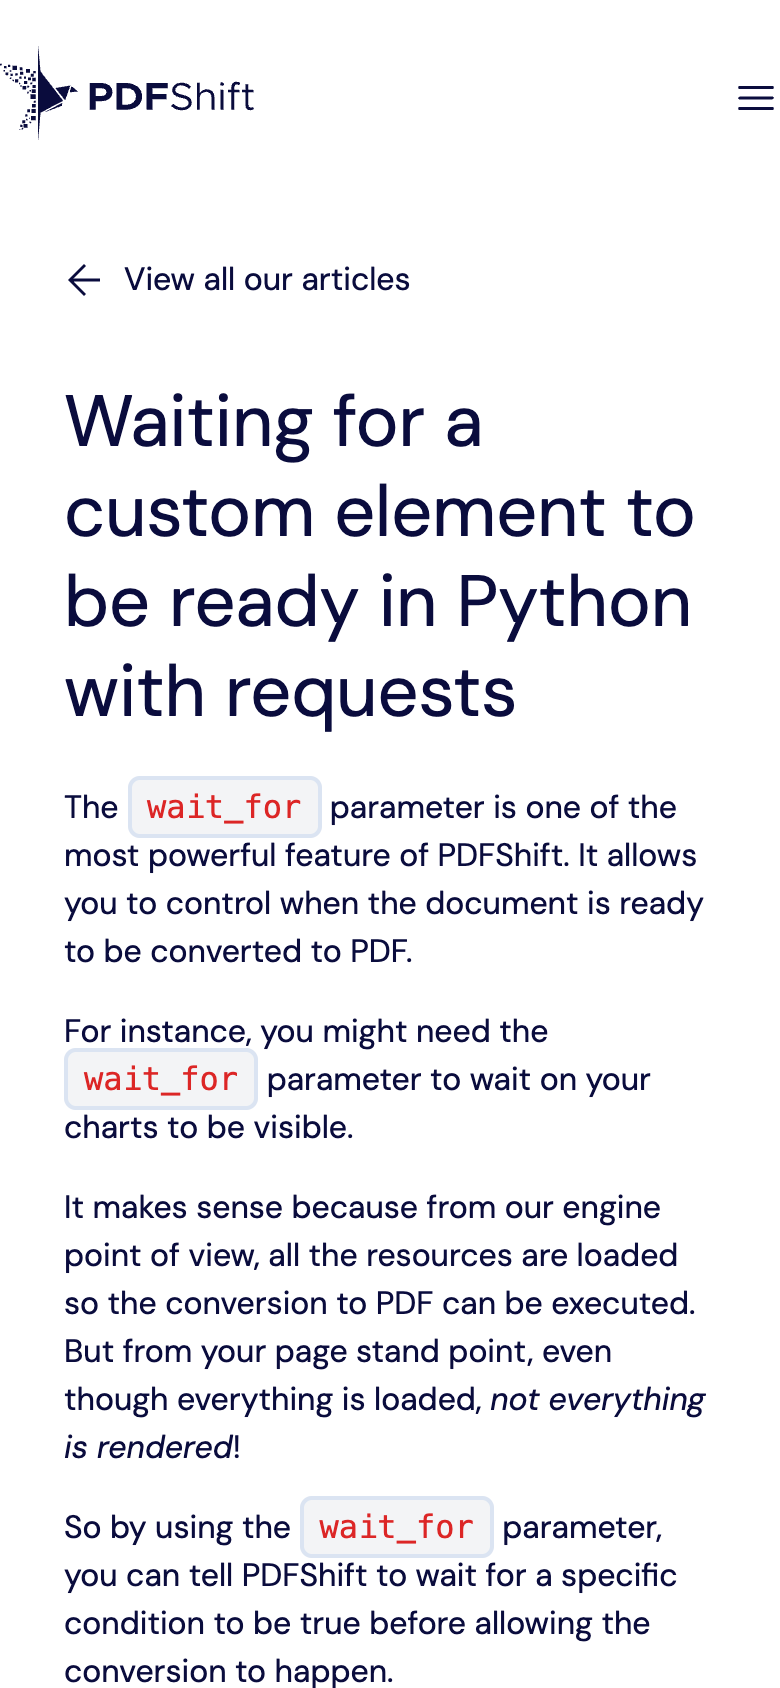 PDFShift
View all our articles
Waiting for a
custom element to
be ready in Python
with requests
The wait_for parameter is one of the
most powerful feature of PDFShift. It allows
you to control when the document is ready
to be converted to PDF.
For instance, you might need the
wait_for parameter to wait on your
charts to be visible.
It makes sense because from our engine
point of view, all the resources are loaded
so the conversion to PDF can be executed.
But from your page stand point, even
though everything is loaded, not everything
is rendered!
So by using the wait_for parameter,
you can tell PDFShift to wait for a specific
condition to be true before allowing the
conversion to happen.